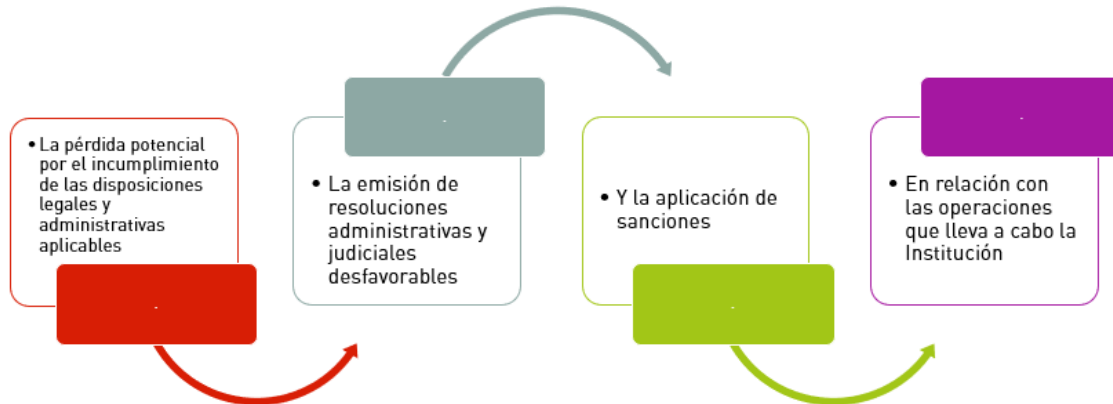 • La pérdida potencial
por el incumplimiento
de las disposiciones
legales y
administrativas
aplicables
-
• La emisión de
resoluciones
administrativas y
judiciales
desfavorables
-
• Y la aplicación de
sanciones
-
• En relación con
las operaciones
que lleva a cabo la
Institución
-